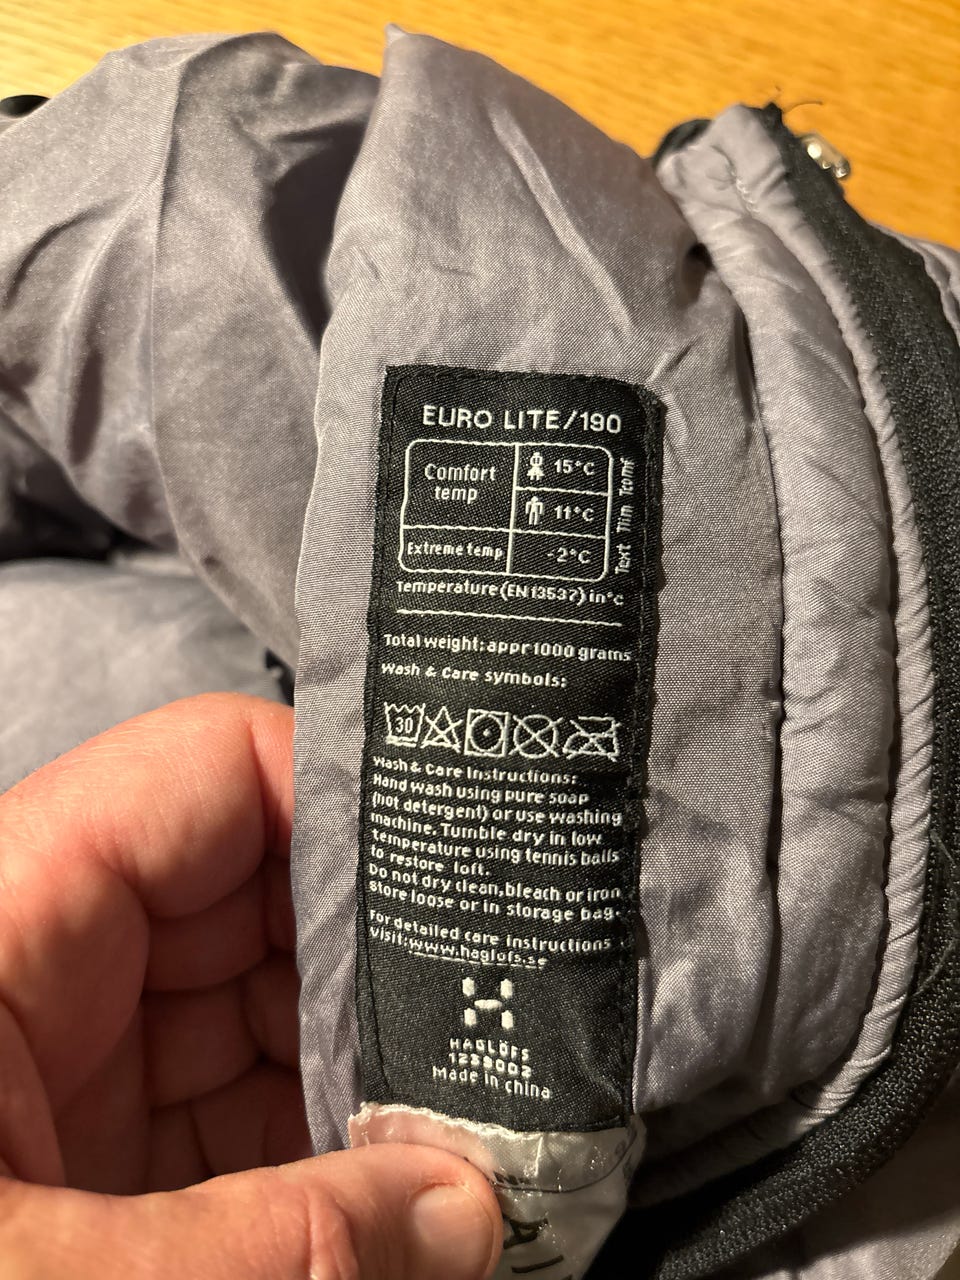 EURO LITE/190
Comfort temp 15°C Tcomf
11°C Tlim
Extreme temp -2°C Text
Temperature (EN13537) in°C
Total weight: appr 1000 grams
Wash & Care symbols:
30
Wash & Care Instructions:
Hand wash using pure soap
(not detergent) or use washing
machine. Tumble dry in low
temperature using tennis balls
to restore loft.
Do not dry clean, bleach or iron
store loose or in storage bag.
For detailed care instructions
visit: www.haglofs.se
HAGLÖFS
1239002
Made in China